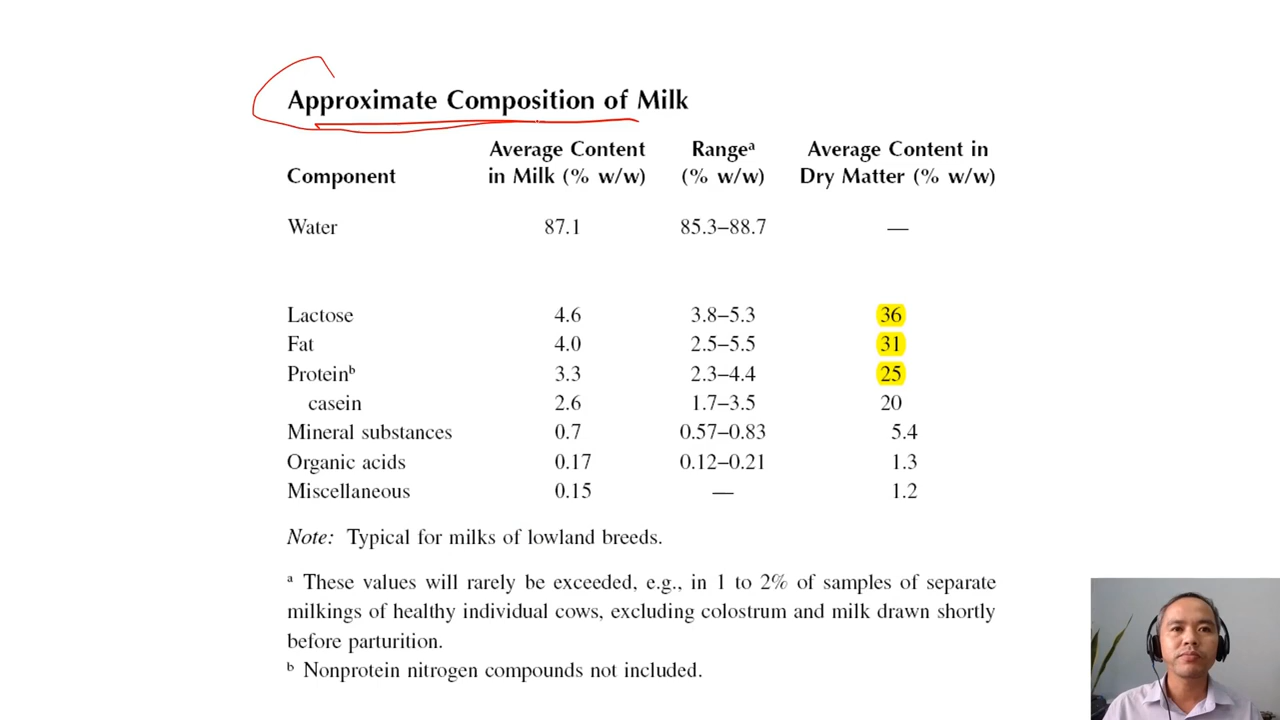 Approximate Composition of Milk
Component Average Content in Milk (% w/w) Rangeᵃ (% w/w) Average Content in Dry Matter (% w/w)
Water 87.1 85.3–88.7 —
Lactose 4.6 3.8–5.3 36
Fat 4.0 2.5–5.5 31
Proteinᵇ 3.3 2.3–4.4 25
casein 2.6 1.7–3.5 20
Mineral substances 0.7 0.57–0.83 5.4
Organic acids 0.17 0.12–0.21 1.3
Miscellaneous 0.15 — 1.2
Note: Typical for milks of lowland breeds.
ᵃ These values will rarely be exceeded, e.g., in 1 to 2% of samples of separate
milkings of healthy individual cows, excluding colostrum and milk drawn shortly
before parturition.
ᵇ Nonprotein nitrogen compounds not included.